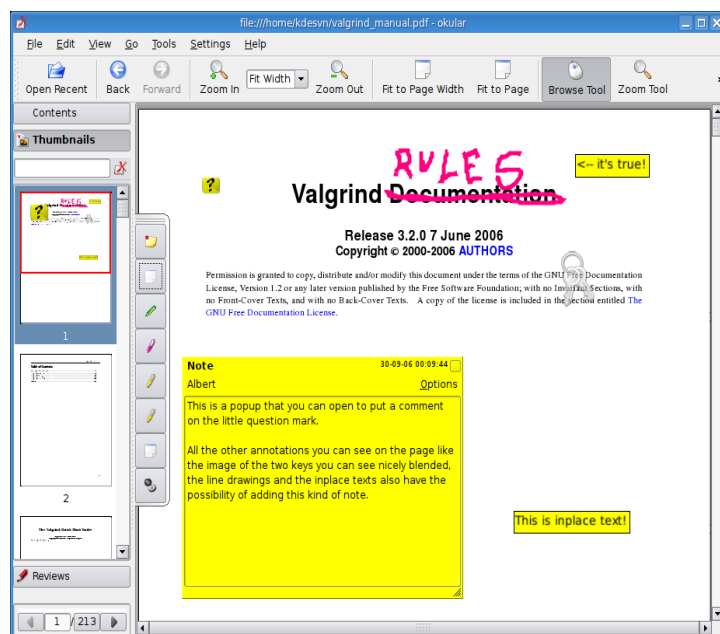 file:///home/kdesvn/valgrind_manual.pdf - okular
File Edit View Go Tools Settings Help
Open Recent Back Forward Zoom In Fit Width Zoom Out Fit to Page Width Fit to Page Browse Tool Zoom Tool
Contents
Thumbnails
1
Table of Contents
2
The Valgrind Quick Start Guide
Reviews
1 / 213
RULES
<-- it's true!
?
Valgrind Documentation
Release 3.2.0 7 June 2006
Copyright © 2000-2006 AUTHORS
Permission is granted to copy, distribute and/or modify this document under the terms of the GNU Free Documentation
License, Version 1.2 or any later version published by the Free Software Foundation; with no Invariant Sections, with
no Front-Cover Texts, and with no Back-Cover Texts. A copy of the license is included in the section entitled The
GNU Free Documentation License.
Note 30-09-06 00:09:44
Albert Options
This is a popup that you can open to put a comment
on the little question mark.
All the other annotations you can see on the page like
the image of the two keys you can see nicely blended,
the line drawings and the inplace texts also have the
possibility of adding this kind of note.
This is inplace text!